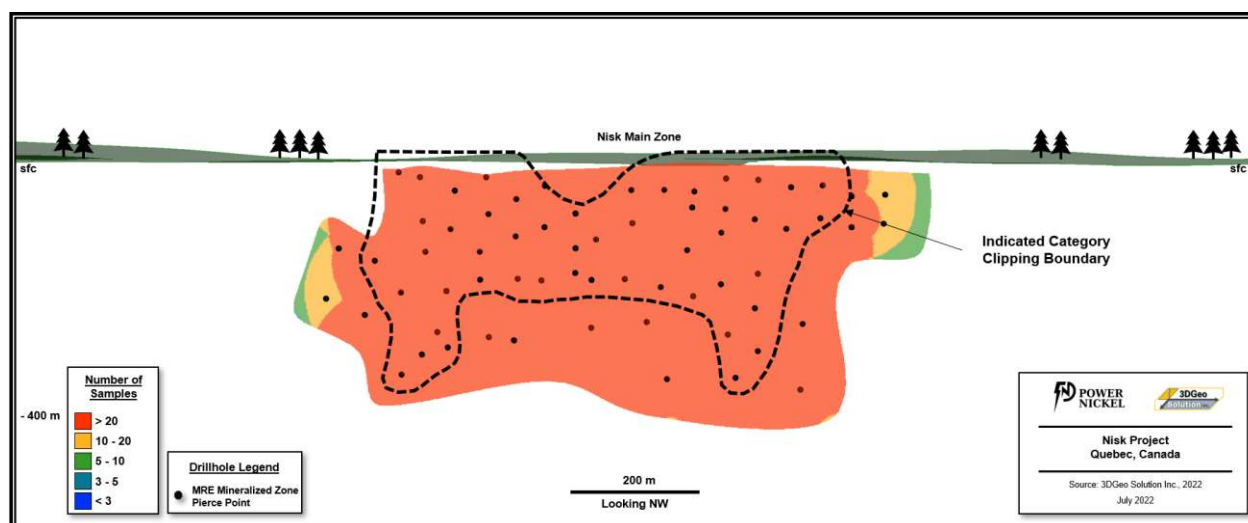 Nisk Main Zone
sfc
sfc
Indicated Category
Clipping Boundary
- 400 m
Number of
Samples
> 20
10 - 20
5 - 10
3 - 5
< 3
Drillhole Legend
MRE Mineralized Zone
Pierce Point
200 m
Looking NW
POWER
NICKEL
3DGeo
Solution
Nisk Project
Quebec, Canada
Source: 3DGeo Solution Inc., 2022
July 2022